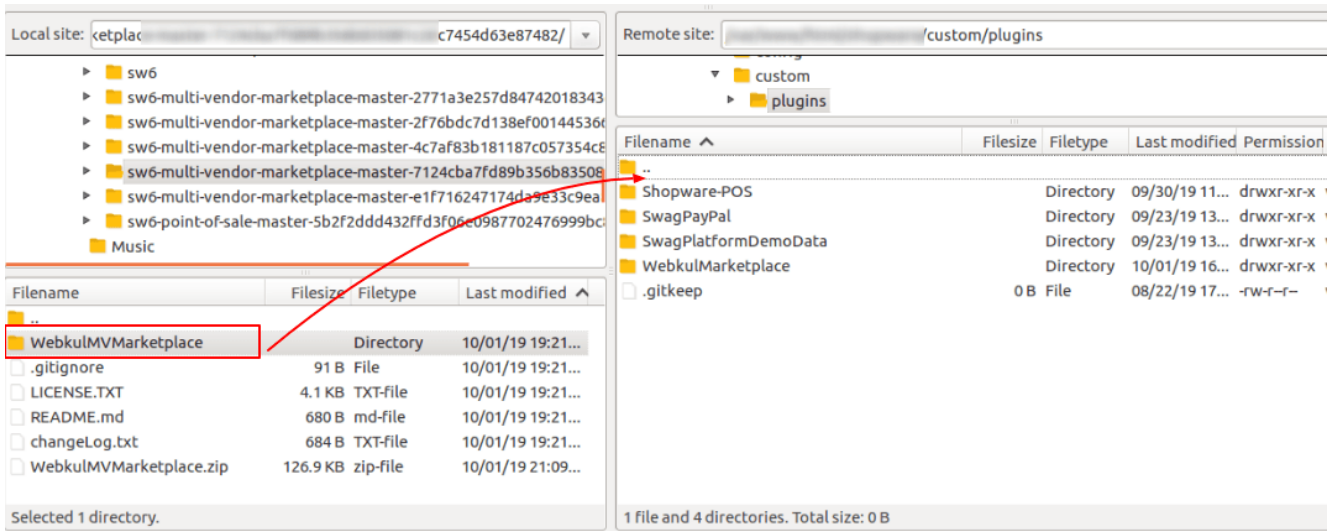 Local site: c7454d63e87482/
sw6
sw6-multi-vendor-marketplace-master-2771a3e257d84742018343
sw6-multi-vendor-marketplace-master-2f76bdc7d138ef001445366
sw6-multi-vendor-marketplace-master-4c7af83b181187c057354c8
sw6-multi-vendor-marketplace-master-7124cba7fd89b356b83508
sw6-multi-vendor-marketplace-master-e1f716247174da9e33c9ea
sw6-point-of-sale-master-5b2f2ddd432ffd3f06e0987702476999bc
Music
Filename Filesize Filetype Last modified
..
WebkulMVMarketplace Directory 10/01/19 19:21...
.gitignore 91 B File 10/01/19 19:21...
LICENSE.TXT 4.1 KB TXT-file 10/01/19 19:21...
README.md 680 B md-file 10/01/19 19:21...
changeLog.txt 684 B TXT-file 10/01/19 19:21...
WebkulMVMarketplace.zip 126.9 KB zip-file 10/01/19 21:09...
Selected 1 directory.
Remote site: /custom/plugins
custom
plugins
Filename Filesize Filetype Last modified Permission
..
Shopware-POS Directory 09/30/19 11... drwxr-xr-x
SwagPayPal Directory 09/23/19 13... drwxr-xr-x
SwagPlatformDemoData Directory 09/23/19 13... drwxr-xr-x
WebkulMarketplace Directory 10/01/19 16... drwxr-xr-x
.gitkeep 0 B File 08/22/19 17... -rw-r--r--
1 file and 4 directories. Total size: 0 B